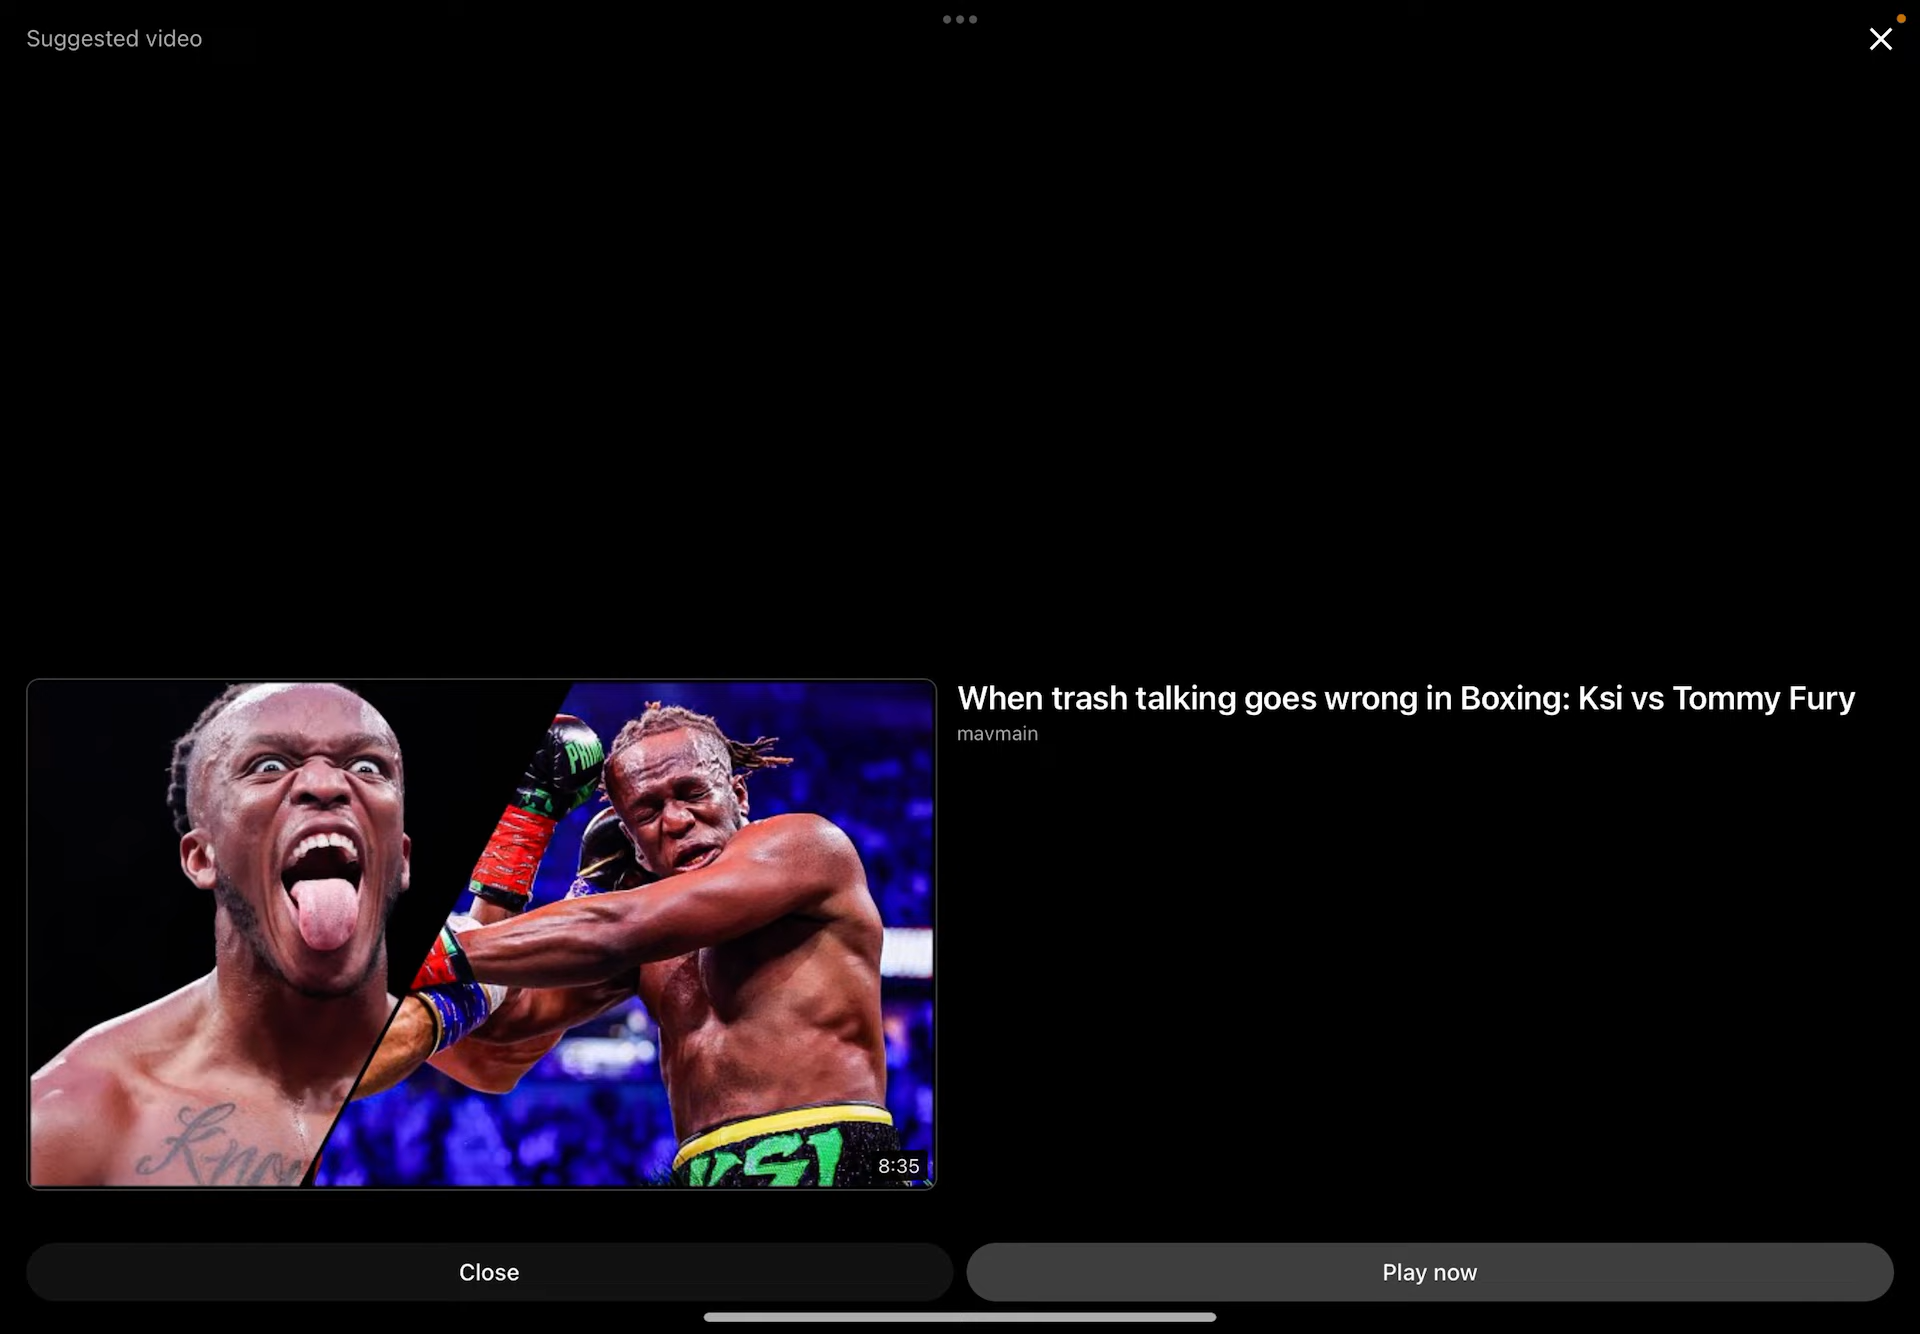 Suggested video
When trash talking goes wrong in Boxing: Ksi vs Tommy Fury
mavmain
KSI
8:35
Close
Play now